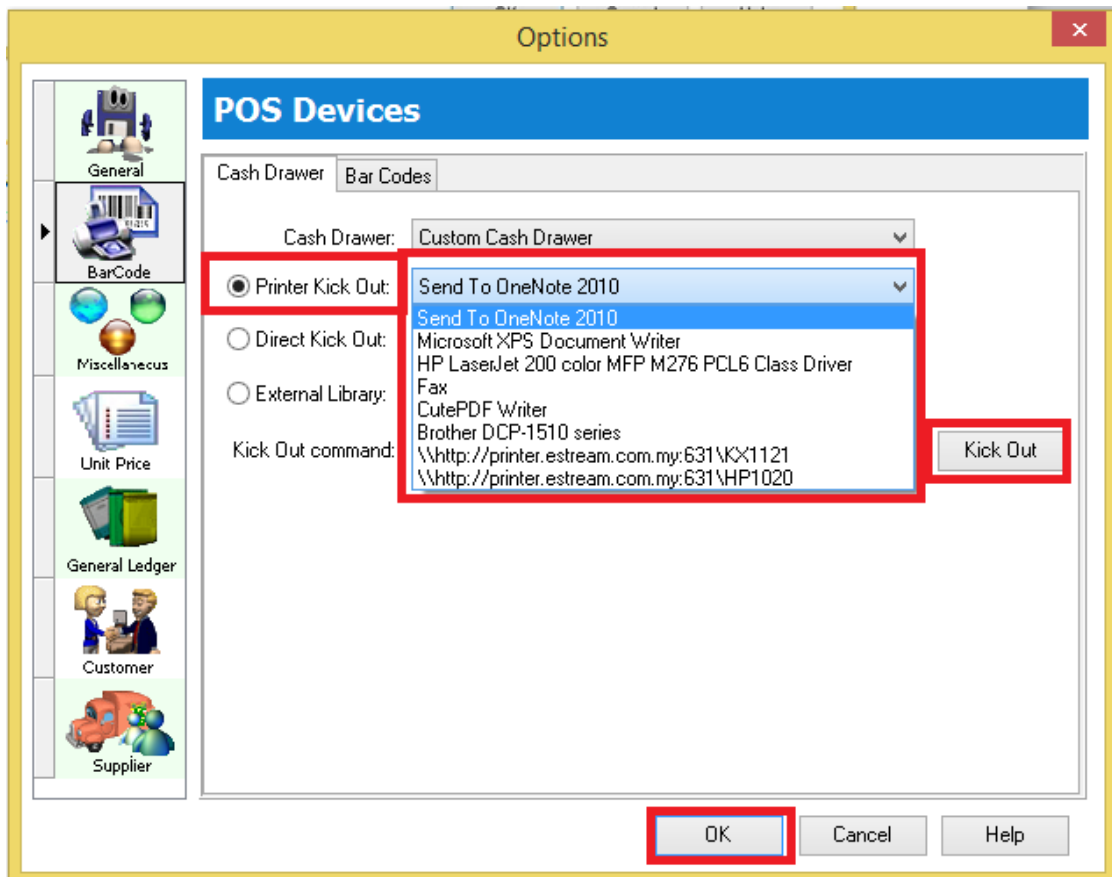 Options
POS Devices
General
BarCode
Miscellanecus
Unit Price
General Ledger
Customer
Supplier
Cash Drawer
Bar Codes
Cash Drawer: Custom Cash Drawer
Printer Kick Out: Send To OneNote 2010
Send To OneNote 2010
Direct Kick Out: Microsoft XPS Document Writer
HP LaserJet 200 color MFP M276 PCL6 Class Driver
External Library: Fax
CutePDF Writer
Brother DCP-1510 series
Kick Out command: \\http://printer.estream.com.my:631\KX1121
\\http://printer.estream.com.my:631\HP1020
Kick Out
OK Cancel Help